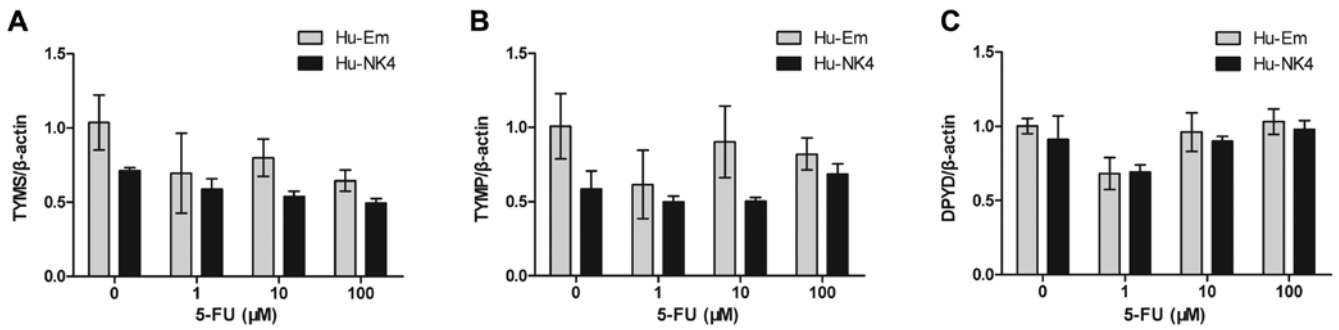 A
Hu-Em
Hu-NK4
1.5
1.0
0.5
0.0
TYMS/β-actin
0 1 10 100
5-FU (μM)
B
Hu-Em
Hu-NK4
1.5
1.0
0.5
0.0
TYMP/β-actin
0 1 10 100
5-FU (μM)
C
Hu-Em
Hu-NK4
1.5
1.0
0.5
0.0
DPYD/β-actin
0 1 10 100
5-FU (μM)